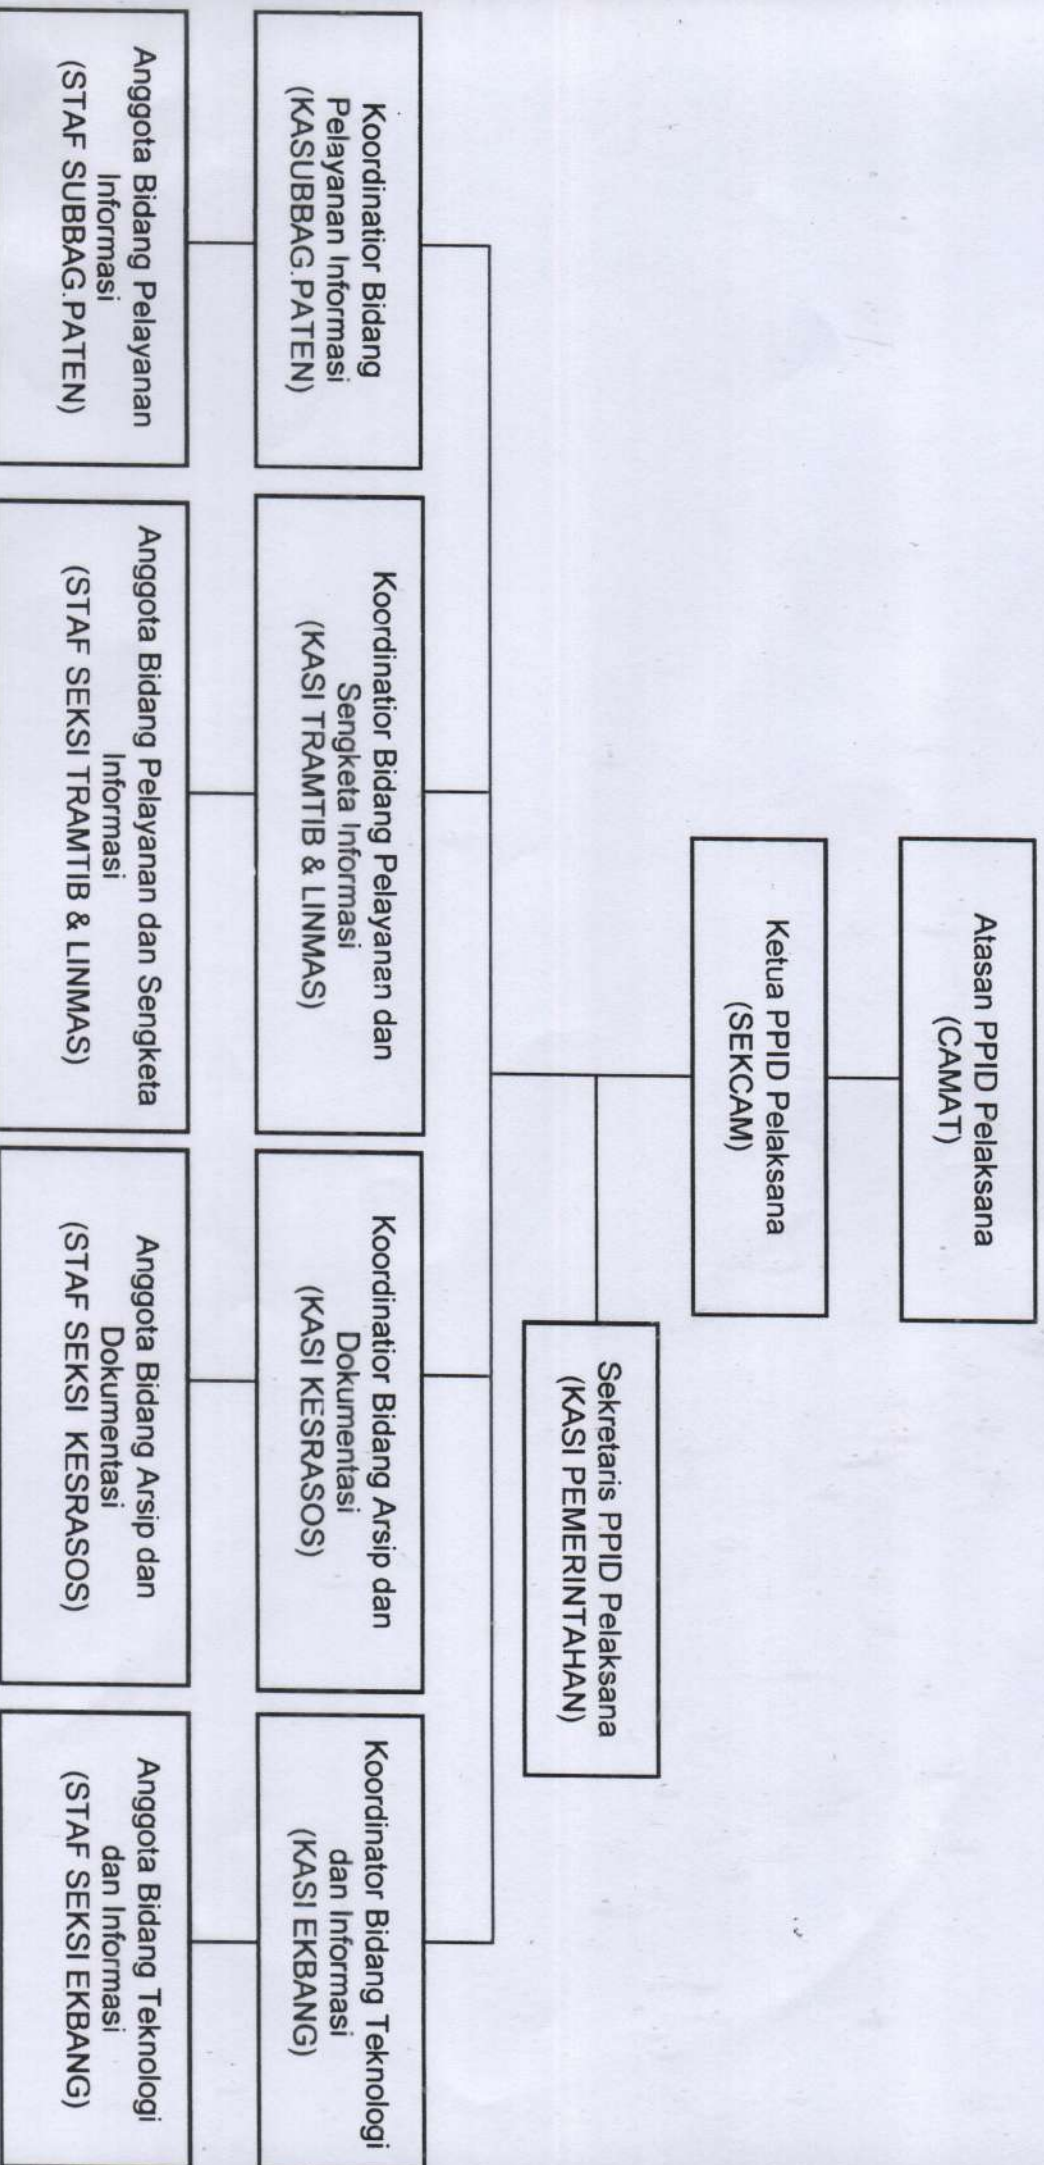 Atasan PPID Pelaksana
(CAMAT)
Ketua PPID Pelaksana
(SEKCAM)
Sekretaris PPID Pelaksana
(KASI PEMERINTAHAN)
Koordinatior Bidang
Pelayanan Informasi
(KASUBBAG.PATEN)
Koordinatior Bidang Pelayanan dan
Sengketa Informasi
(KASI TRAMTIB & LINMAS)
Koordinatior Bidang Arsip dan
Dokumentasi
(KASI KESRASOS)
Koordinator Bidang Teknologi
dan Informasi
(KASI EKBANG)
Anggota Bidang Pelayanan
Informasi
(STAF SUBBAG.PATEN)
Anggota Bidang Pelayanan dan Sengketa
Informasi
(STAF SEKSI TRAMTIB & LINMAS)
Anggota Bidang Arsip dan
Dokumentasi
(STAF SEKSI KESRASOS)
Anggota Bidang Teknologi
dan Informasi
(STAF SEKSI EKBANG)